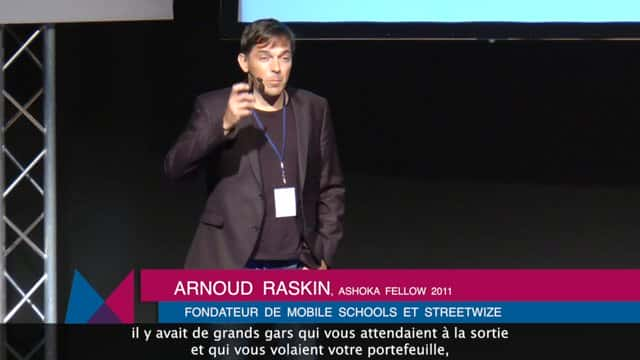 ARNOUD RASKIN, ASHOKA FELLOW 2011
FONDATEUR DE MOBILE SCHOOLS ET STREETWIZE
il y avait de grands gars qui vous attendaient à la sortie
et qui vous volaient votre portefeuille,